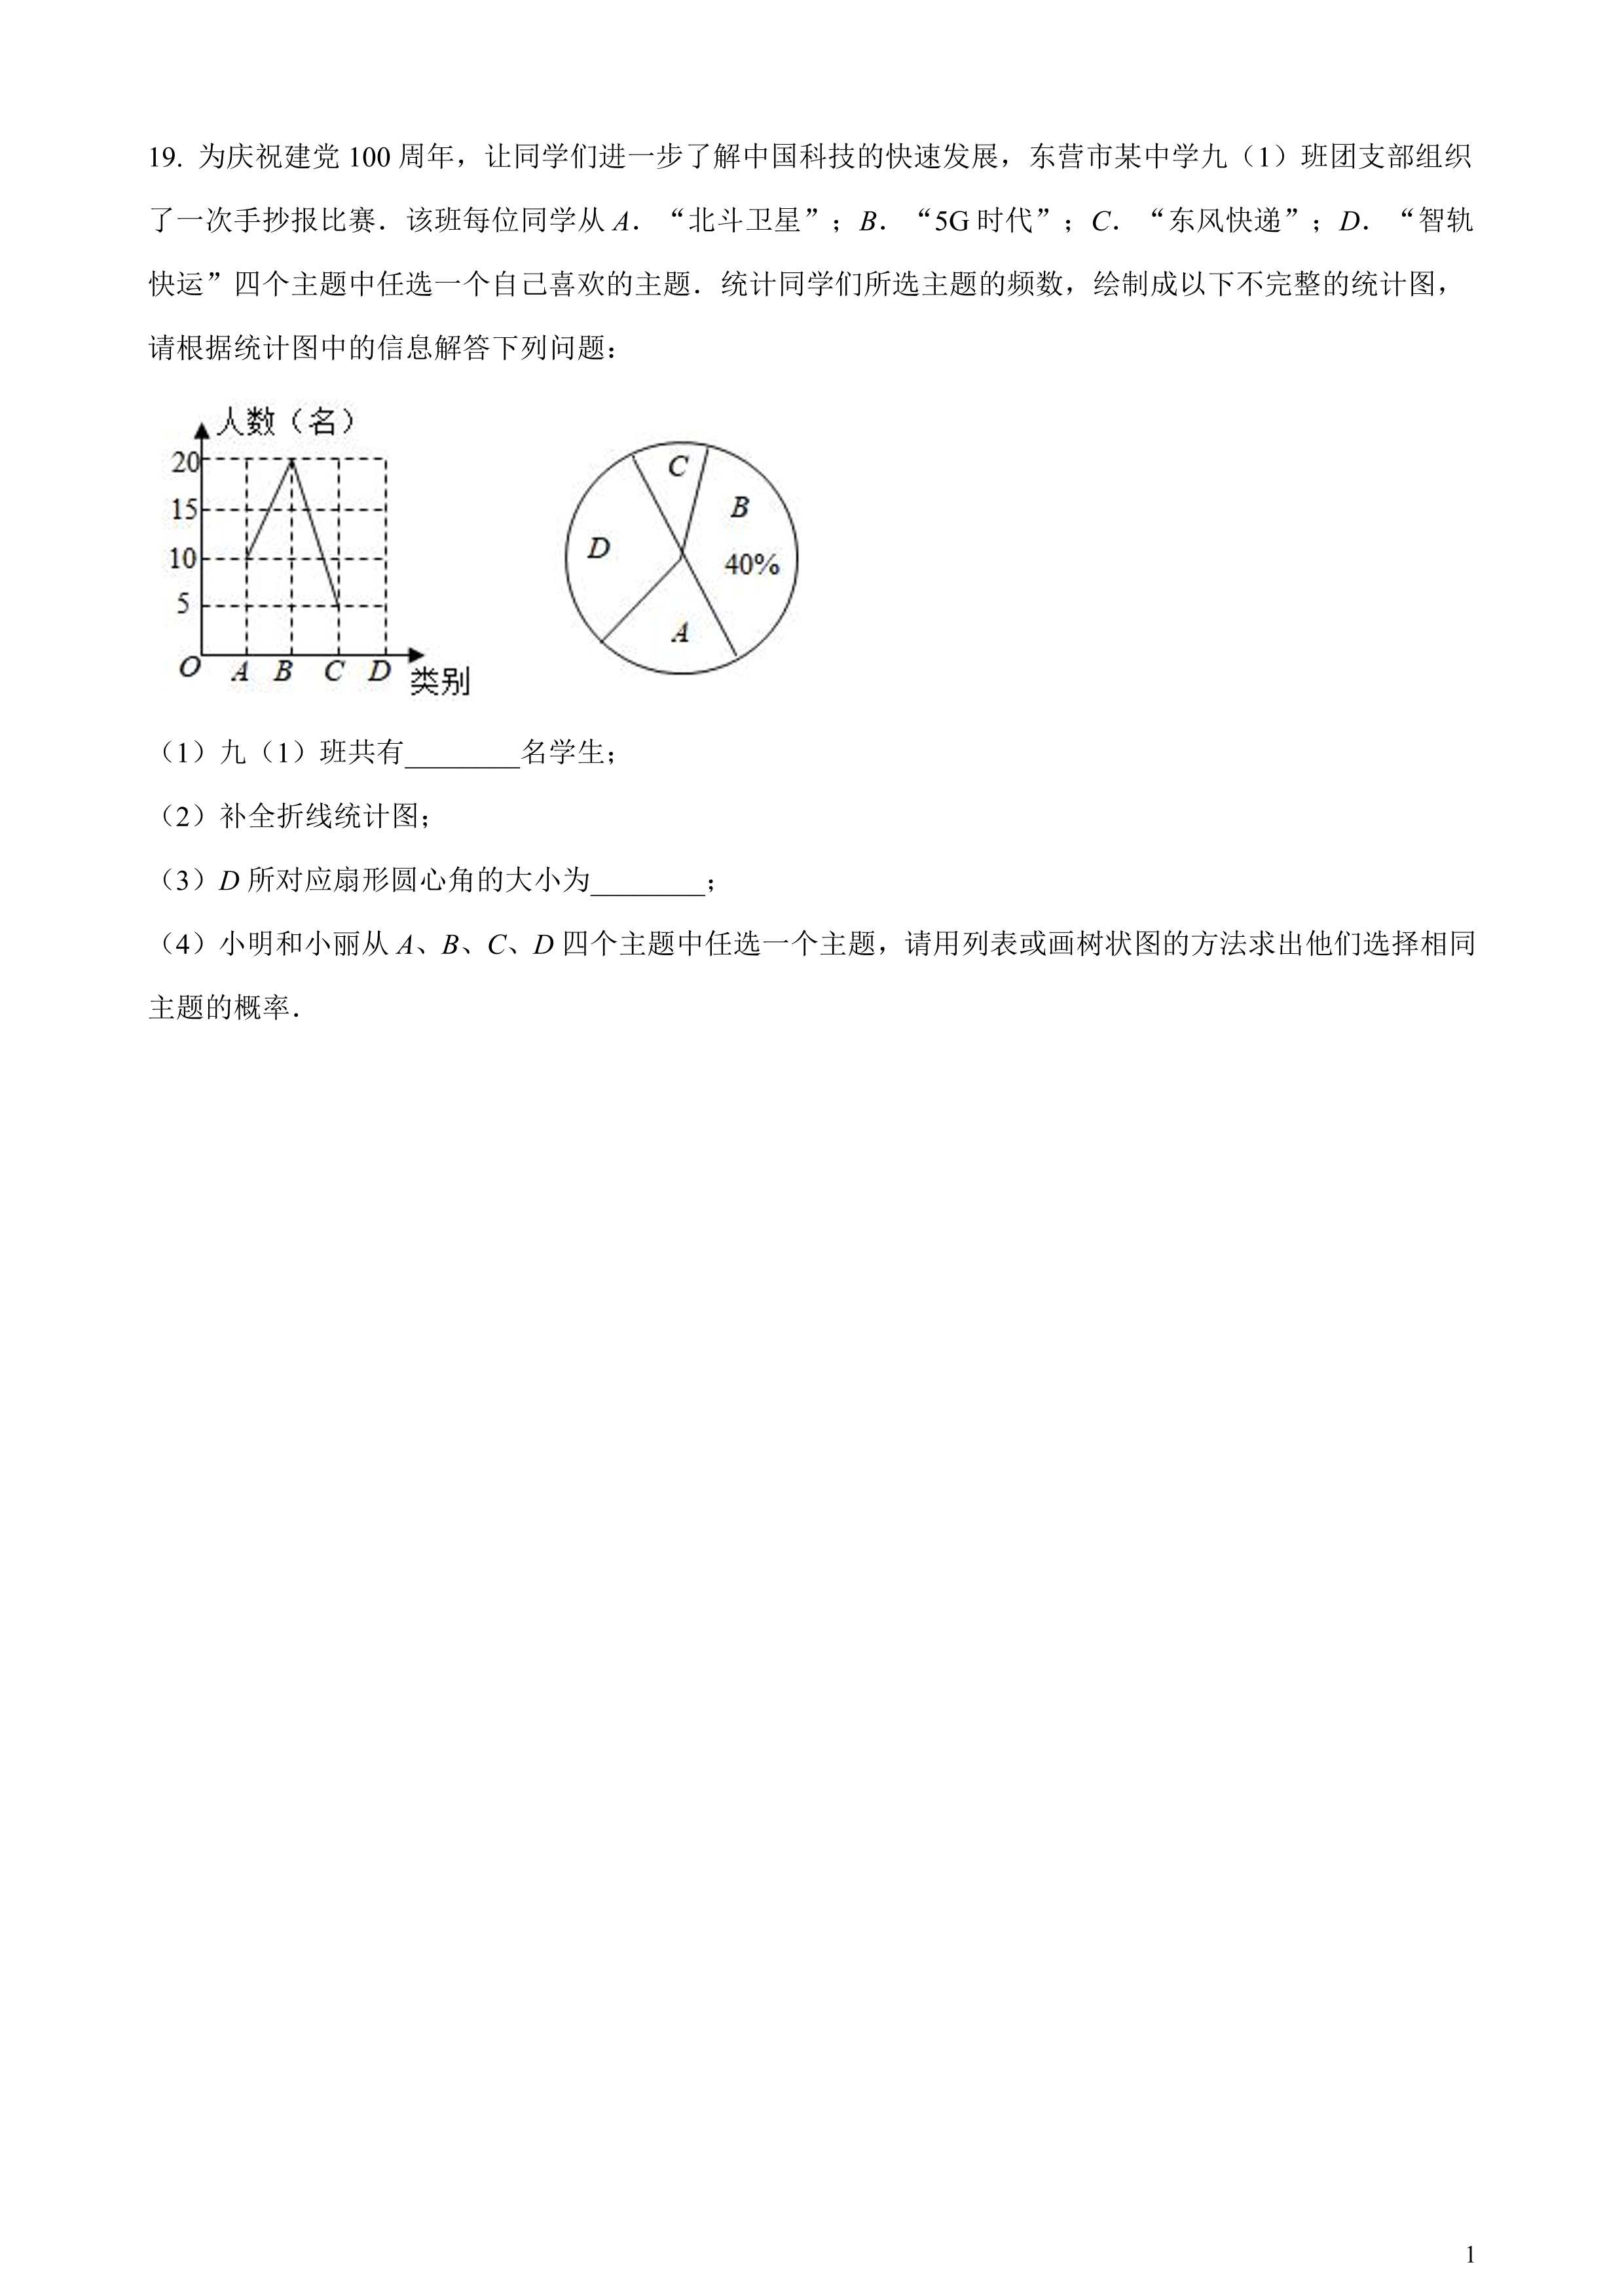 19. 为庆祝建党 100 周年，让同学们进一步了解中国科技的快速发展，东营市某中学九（1）班团支部组织
了一次手抄报比赛．该班每位同学从 A．“北斗卫星”；B．“5G 时代”；C．“东风快递”；D．“智轨
快运”四个主题中任选一个自己喜欢的主题．统计同学们所选主题的频数，绘制成以下不完整的统计图，
请根据统计图中的信息解答下列问题：
人数（名）
20
15
10
5
O A B C D 类别
C
B
D
40%
A
（1）九（1）班共有________名学生；
（2）补全折线统计图；
（3）D 所对应扇形圆心角的大小为________；
（4）小明和小丽从 A、B、C、D 四个主题中任选一个主题，请用列表或画树状图的方法求出他们选择相同
主题的概率．
1